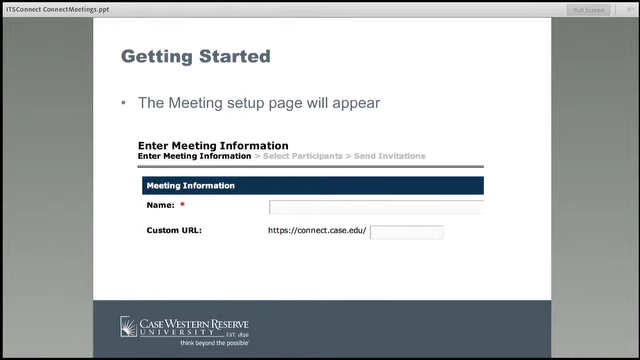 ITSConnect ConnectMeetings.ppt
Full Screen
Getting Started
• The Meeting setup page will appear
Enter Meeting Information
Enter Meeting Information > Select Participants > Send Invitations
Meeting Information
Name: *
Custom URL: https://connect.case.edu/
CASE WESTERN RESERVE
UNIVERSITY EST. 1826
think beyond the possible